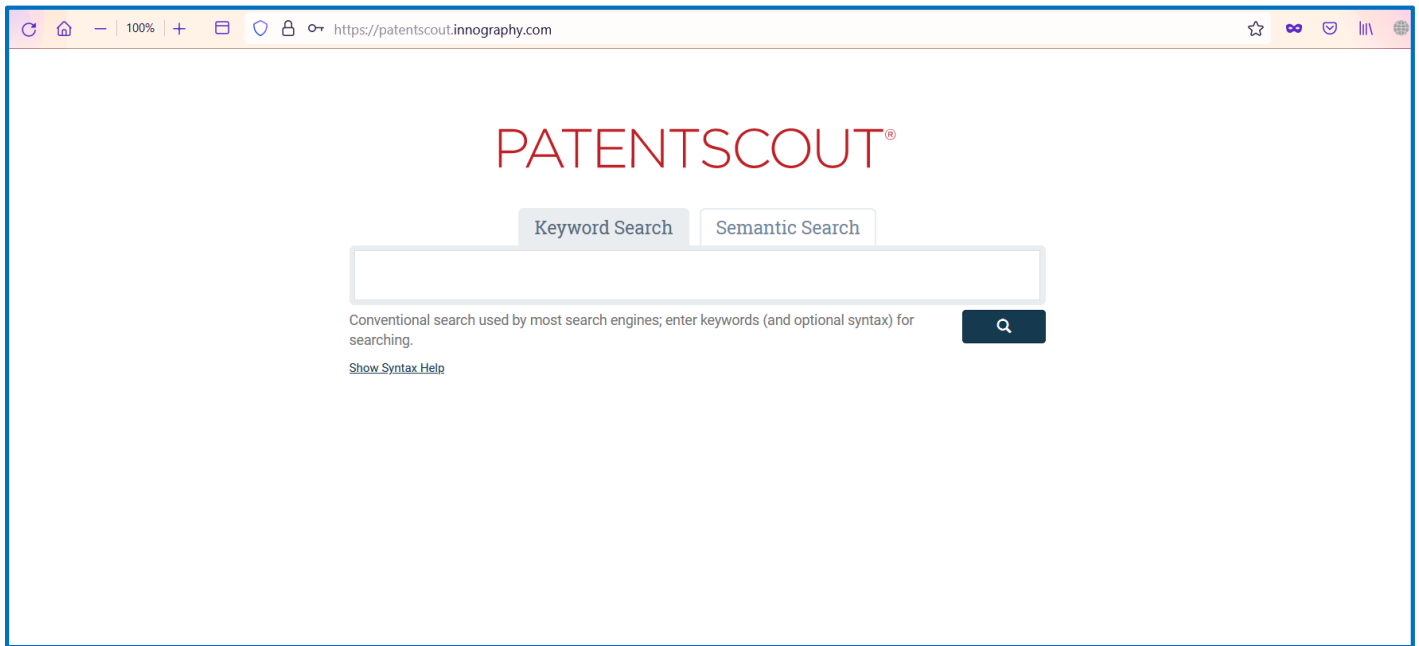 100%
https://patentscout.innography.com
PATENTSCOUT®
Keyword Search
Semantic Search
Conventional search used by most search engines; enter keywords (and optional syntax) for
searching.
Show Syntax Help